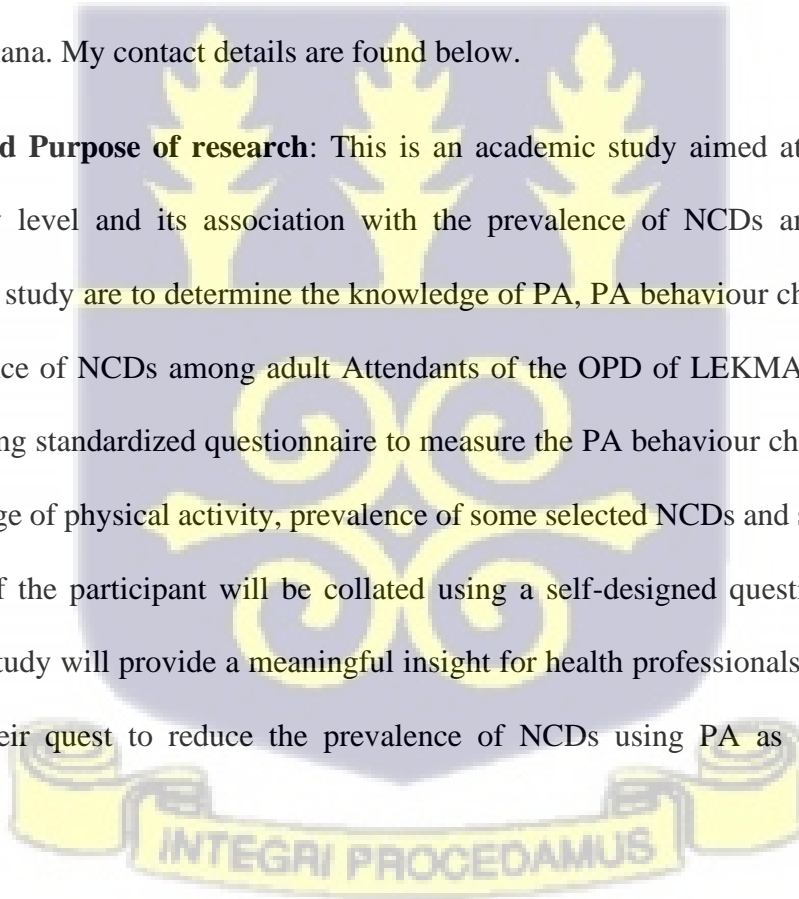 ana. My contact details are found below.
d Purpose of research: This is an academic study aimed at
level and its association with the prevalence of NCDs
study are to determine the knowledge of PA, PA behaviour ch
ce of NCDs among adult Attendants of the OPD of LEKMA
ng standardized questionnaire to measure the PA behaviour ch
ge of physical activity, prevalence of some selected NCDs and
f the participant will be collated using a self-designed questi
tudy will provide a meaningful insight for health professionals
eir quest to reduce the prevalence of NCDs using PA as
INTEGRI PROCEDAMUS